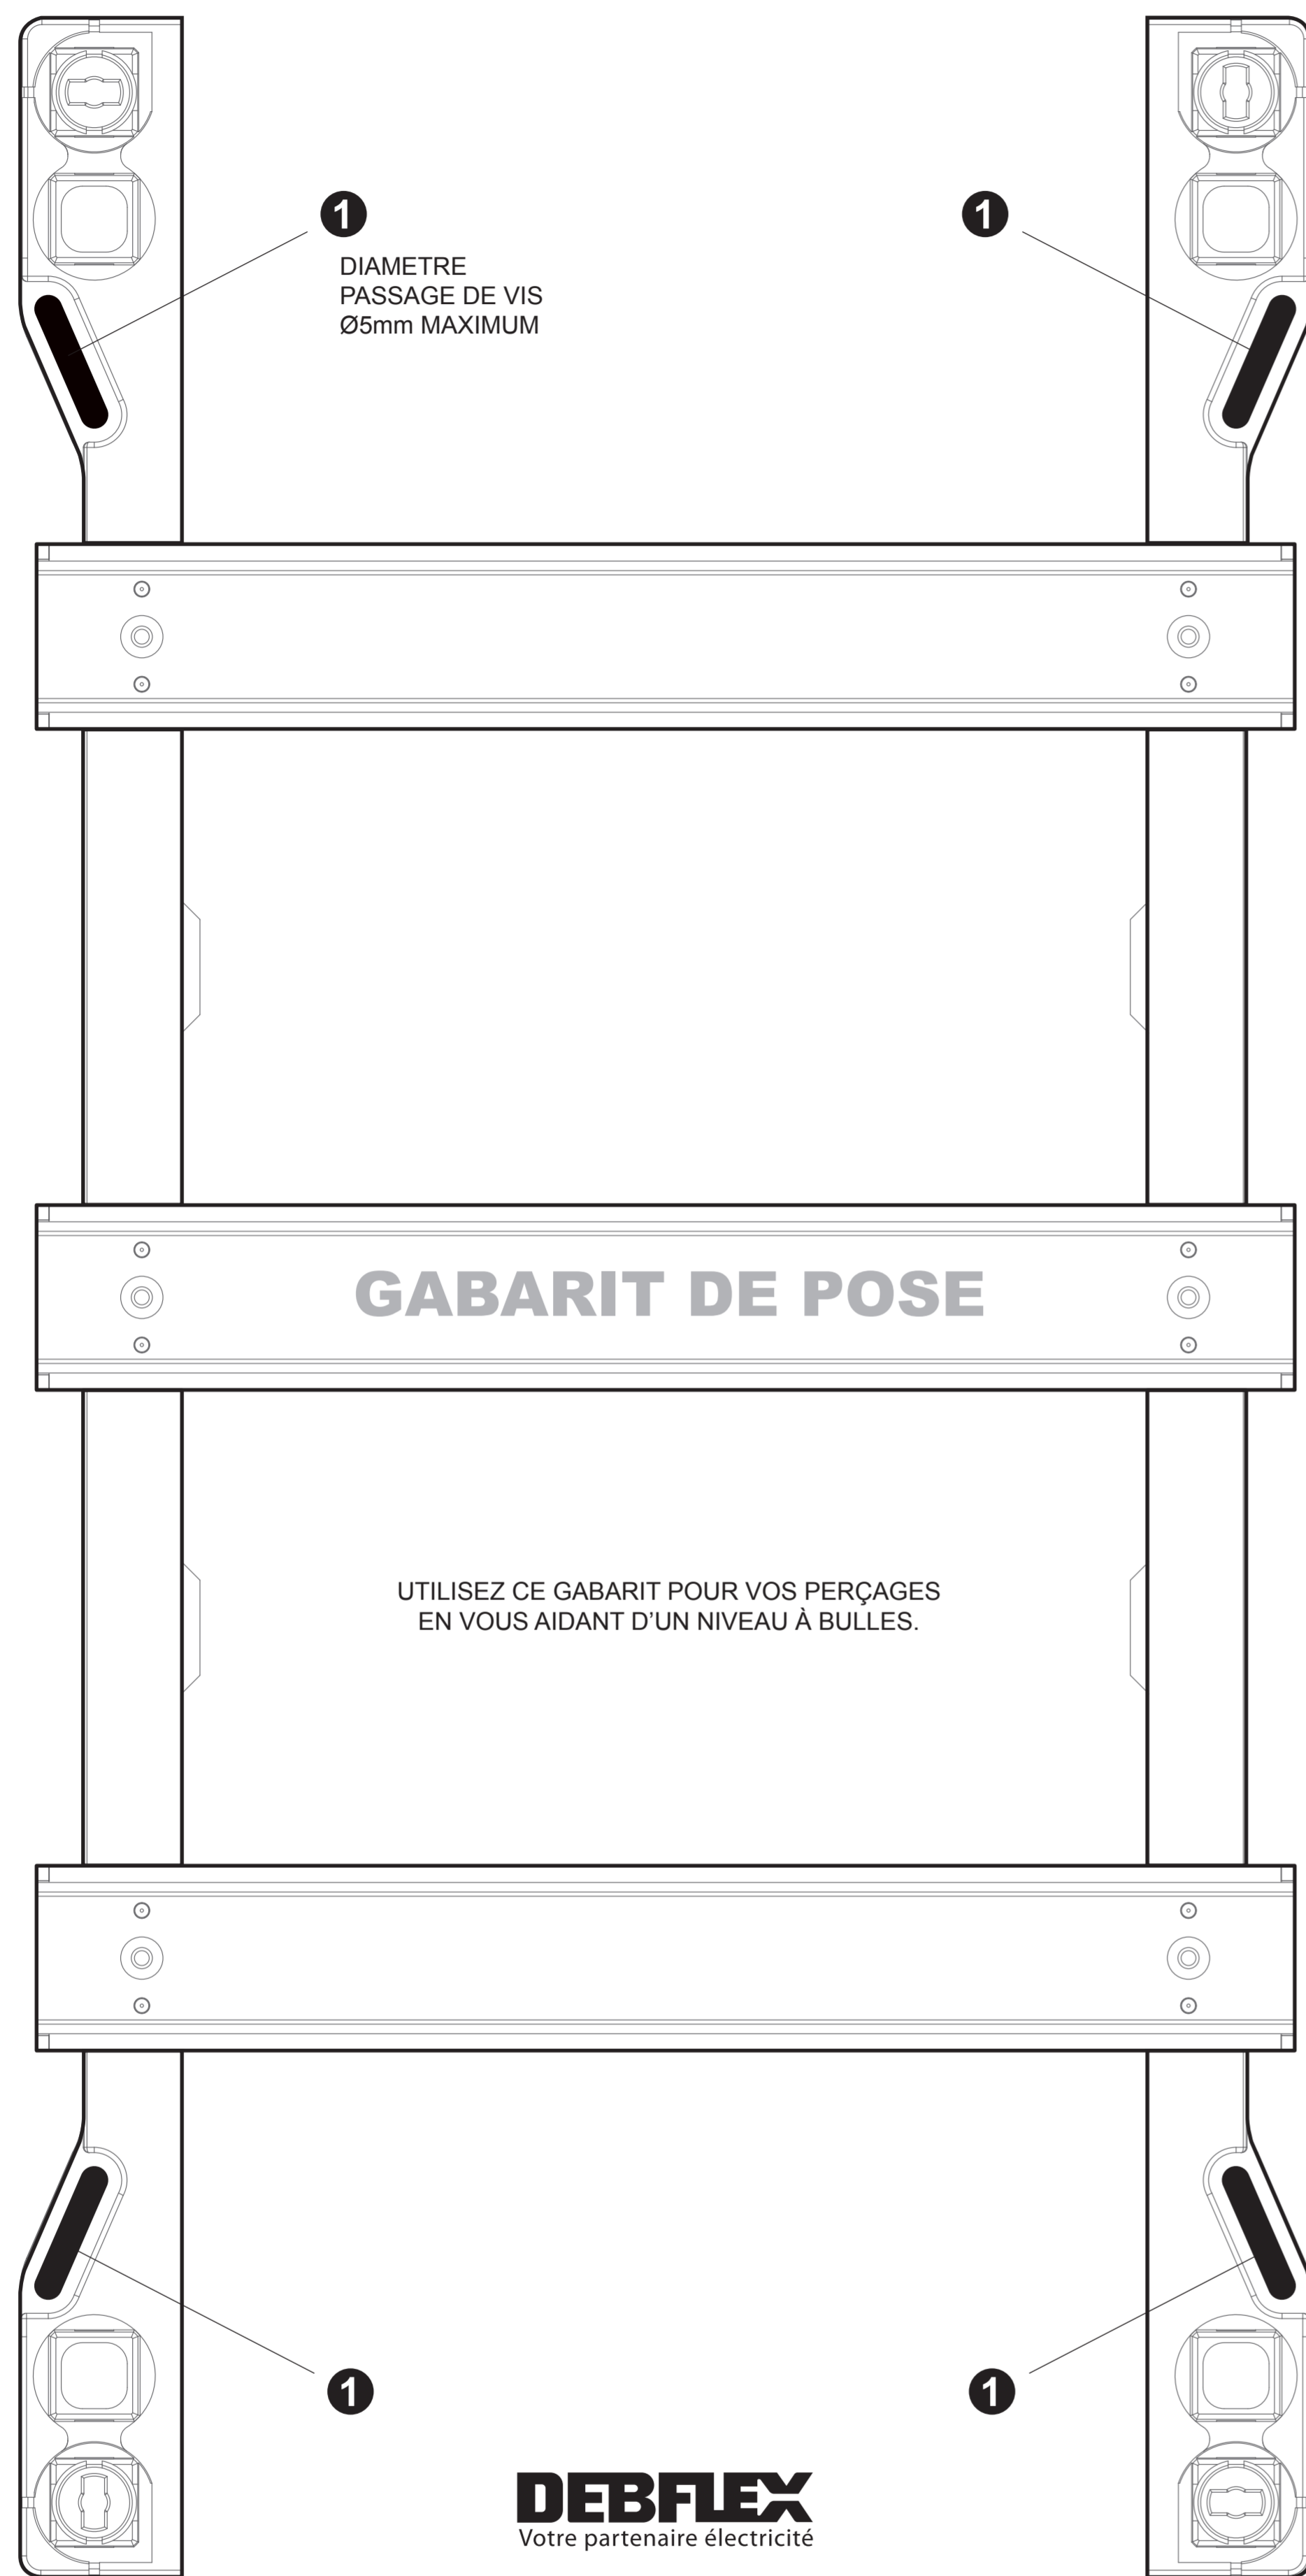 1
1
DIAMETRE
PASSAGE DE VIS
Ø5mm MAXIMUM
GABARIT DE POSE
UTILISEZ CE GABARIT POUR VOS PERÇAGES
EN VOUS AIDANT D’UN NIVEAU À BULLES.
1
1
DEBFLEX
Votre partenaire électricité